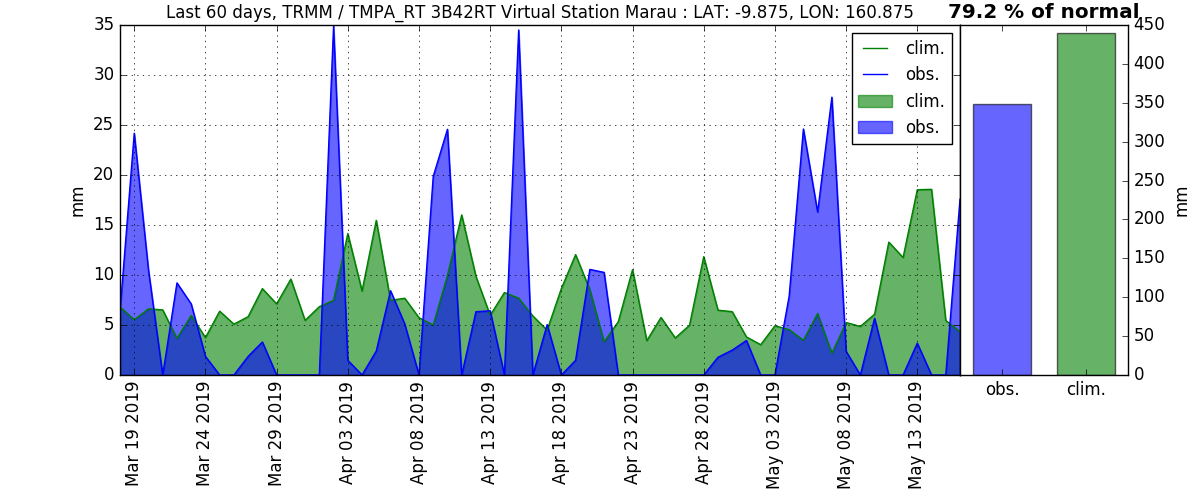 Last 60 days, TRMM / TMPA_RT 3B42RT Virtual Station Marau : LAT: -9.875, LON: 160.875
79.2 % of normal
35
30
25
20
15
10
5
0
mm
clim.
obs.
clim.
obs.
450
400
350
300
250
200
150
100
50
0
mm
obs.
clim.
Mar 19 2019
Mar 24 2019
Mar 29 2019
Apr 03 2019
Apr 08 2019
Apr 13 2019
Apr 18 2019
Apr 23 2019
Apr 28 2019
May 03 2019
May 08 2019
May 13 2019